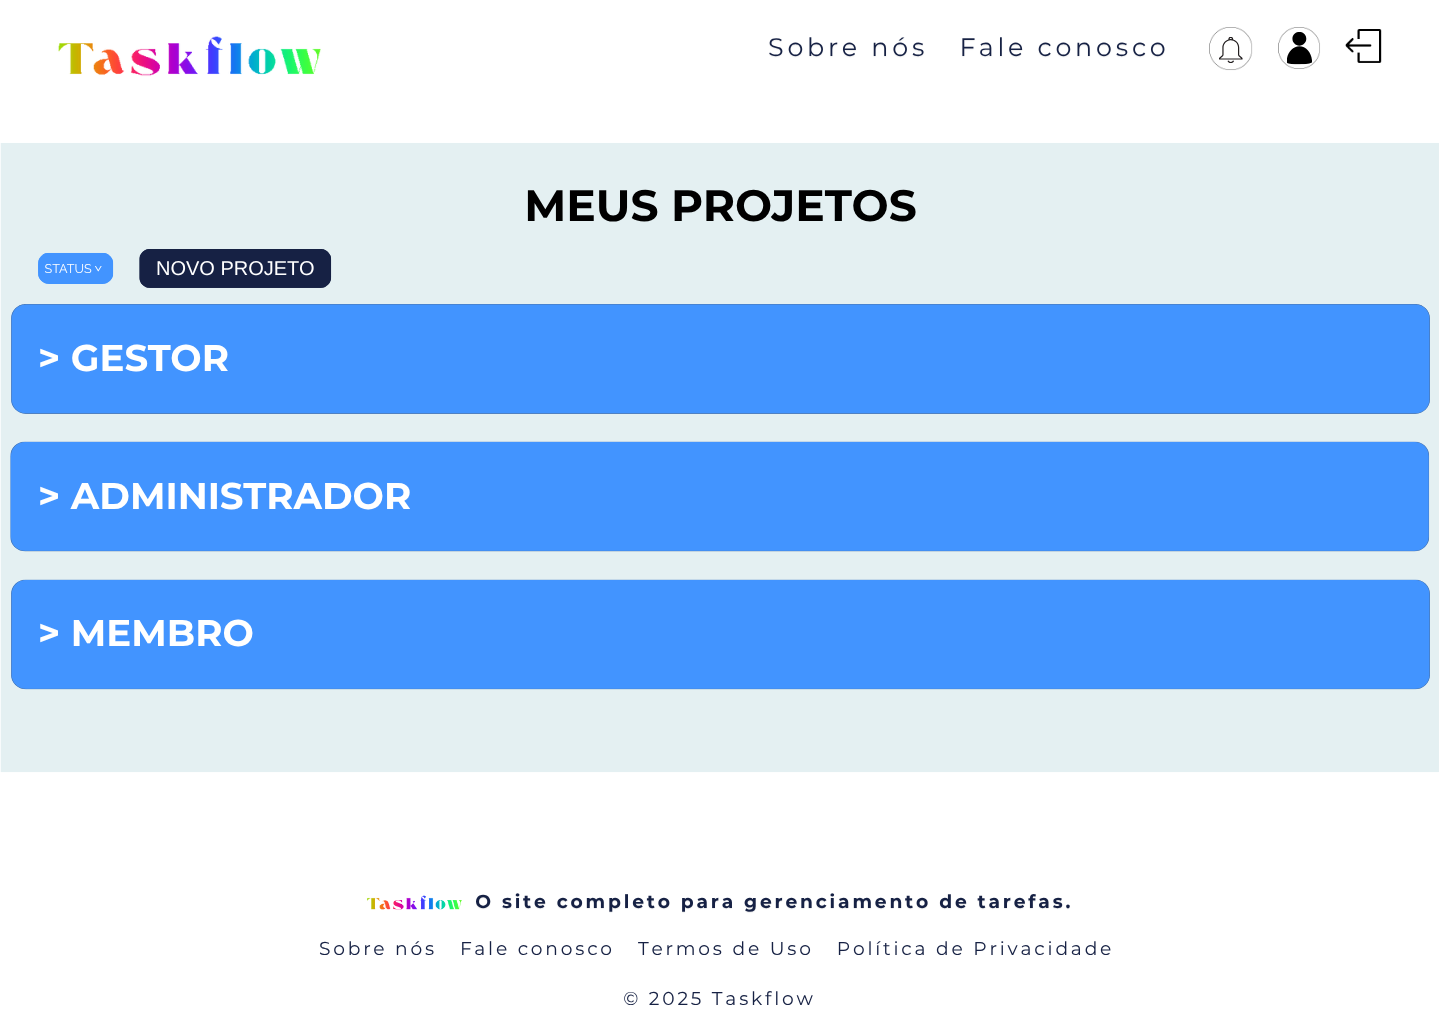 Taskflow Sobre nós Fale conosco
MEUS PROJETOS
STATUS NOVO PROJETO
> GESTOR
> ADMINISTRADOR
> MEMBRO
Taskflow O site completo para gerenciamento de tarefas.
Sobre nós Fale conosco Termos de Uso Política de Privacidade
© 2025 Taskflow